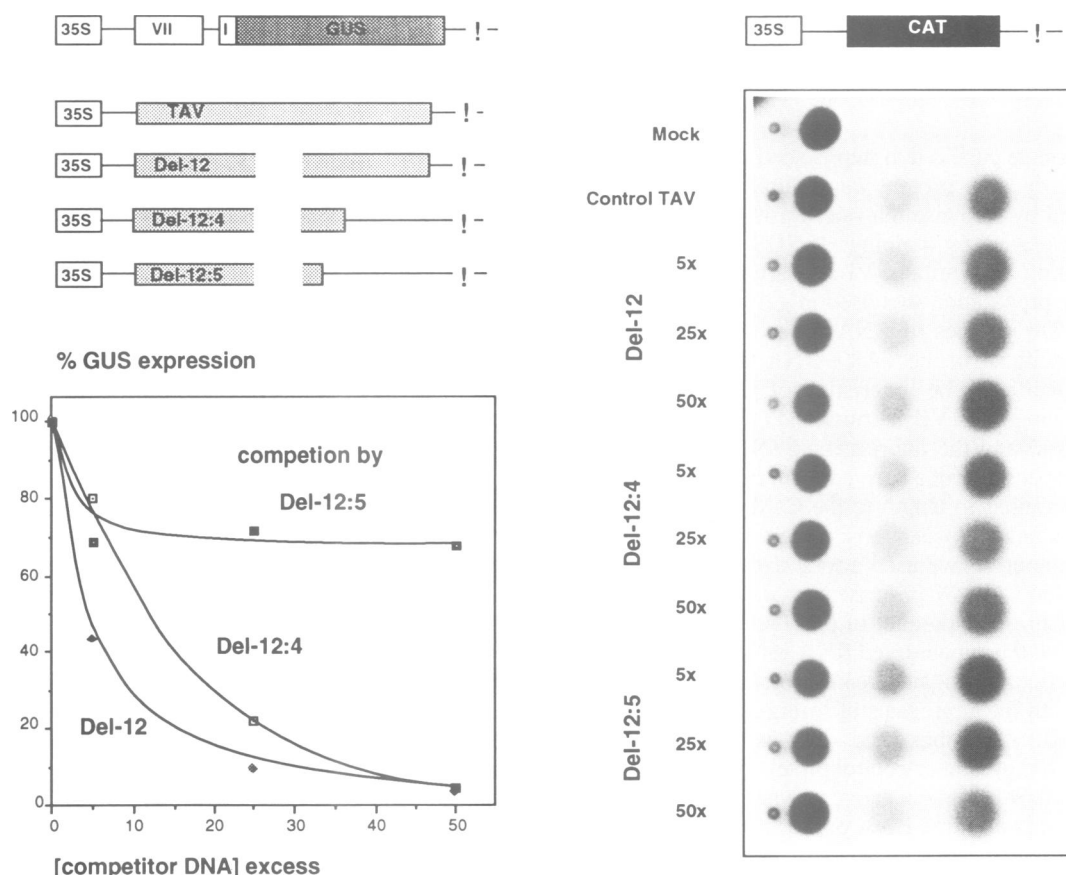 35S VII I GUS ! -
35S TAV ! -
35S Del-12 ! -
35S Del-12:4 ! -
35S Del-12:5 ! -
% GUS expression
100
80
60
40
20
0
competion by
Del-12:5
Del-12:4
Del-12
0 10 20 30 40 50
[competitor DNA] excess
35S CAT ! -
Mock
Control TAV
Del-12
5x
25x
50x
Del-12:4
5x
25x
50x
Del-12:5
5x
25x
50x